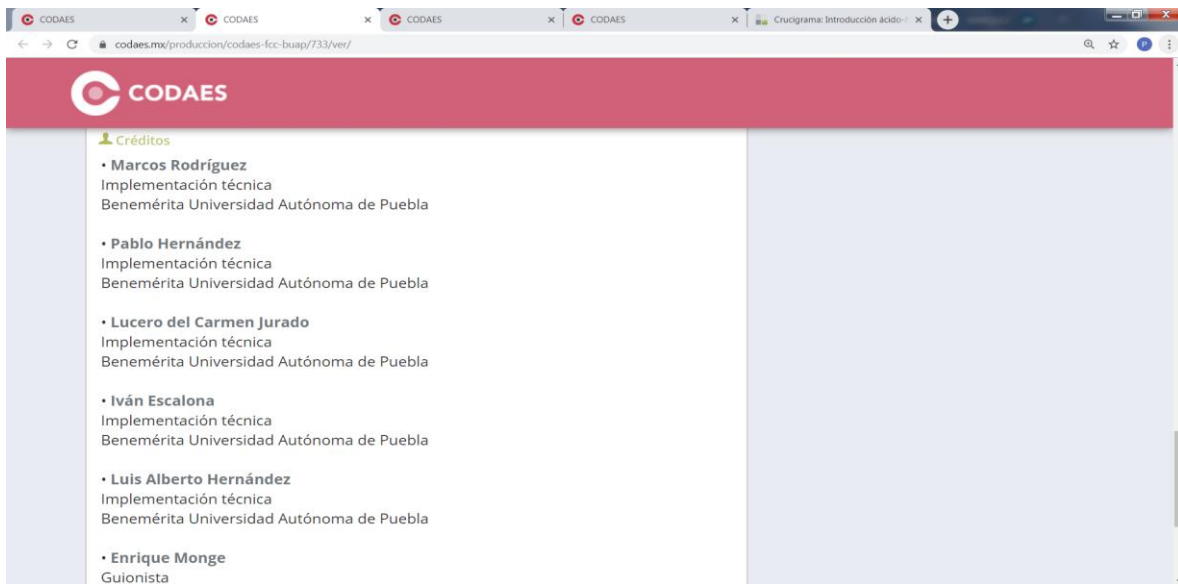 CODAES
CODAES
CODAES
CODAES
Crucigrama: Introducción ácido-
codaes.mx/produccion/codaes-fcc-buap/733/ver/
P
CODAES
Créditos
• Marcos Rodríguez
Implementación técnica
Benemérita Universidad Autónoma de Puebla
• Pablo Hernández
Implementación técnica
Benemérita Universidad Autónoma de Puebla
• Lucero del Carmen Jurado
Implementación técnica
Benemérita Universidad Autónoma de Puebla
• Iván Escalona
Implementación técnica
Benemérita Universidad Autónoma de Puebla
• Luis Alberto Hernández
Implementación técnica
Benemérita Universidad Autónoma de Puebla
• Enrique Monge
Guionista